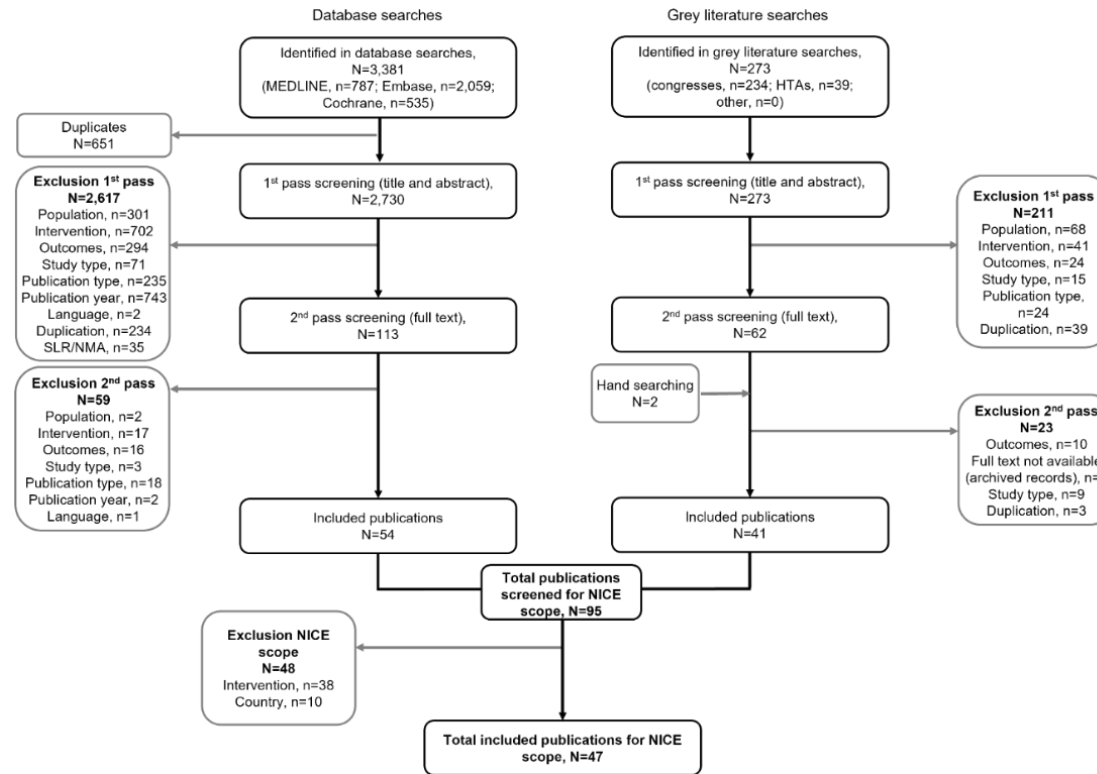 Database searches
Grey literature searches
Identified in database searches,
N=3,381
(MEDLINE, n=787; Embase, n=2,059;
Cochrane, n=535)
Identified in grey literature searches
N=273
(congresses, n=234; HTAs, n=39;
other, n=0)
Duplicates
N=651
1st pass screening (title and abstract),
N=2,730
1st pass screening (title and abstract),
N=273
Exclusion 1st pass
N=2,617
Population, n=301
Intervention, n=702
Outcomes, n=294
Study type, n=71
Publication type, n=235
Publication year, n=743
Language, n=2
Duplication, n=234
SLR/NMA, n=35
Exclusion 1st pass
N=211
Population, n=68
Intervention, n=41
Outcomes, n=24
Study type, n=15
Publication type,
n=24
Duplication, n=39
2nd pass screening (full text),
N=113
2nd pass screening (full text),
N=62
Hand searching
N=2
Exclusion 2nd pass
N=59
Population, n=2
Intervention, n=17
Outcomes, n=16
Study type, n=3
Publication type, n=18
Publication year, n=2
Language, n=1
Exclusion 2nd pass
N=23
Outcomes, n=10
Full text not available
(archived records), n=
Study type, n=9
Duplication, n=3
Included publications
N=54
Included publications
N=41
Total publications
screened for NICE
scope, N=95
Exclusion NICE
scope
N=48
Intervention, n=38
Country, n=10
Total included publications for NICE
scope, N=47